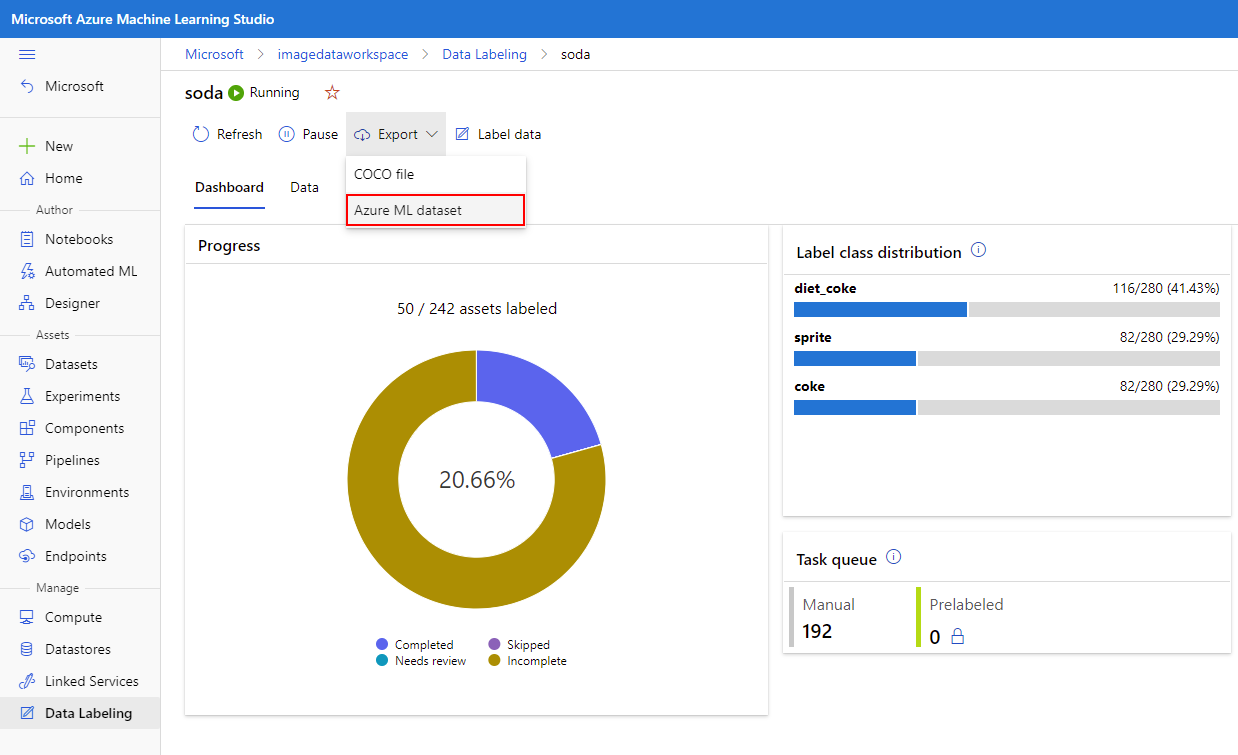 Microsoft Azure Machine Learning Studio
Microsoft > imagedataworkspace > Data Labeling > soda
Microsoft
New
Home
Author
Notebooks
Automated ML
Designer
Assets
Datasets
Experiments
Components
Pipelines
Environments
Models
Endpoints
Manage
Compute
Datastores
Linked Services
Data Labeling
soda Running
Refresh Pause Export Label data
COCO file
Azure ML dataset
Dashboard Data
Progress
50 / 242 assets labeled
20.66%
Completed Skipped
Needs review Incomplete
Label class distribution
diet_coke 116/280 (41.43%)
sprite 82/280 (29.29%)
coke 82/280 (29.29%)
Task queue
Manual
192
Prelabeled
0